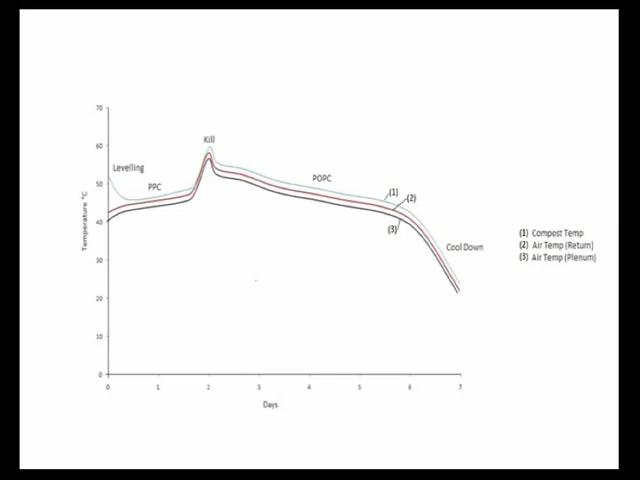 70
60
50
40
30
20
10
0
Temperature °C
0 1 2 3 4 5 6 7
Days
Levelling
PPC
Kill
POPC
(1)
(2)
(3)
Cool Down
(1) Compost Temp
(2) Air Temp (Return)
(3) Air Temp (Plenum)